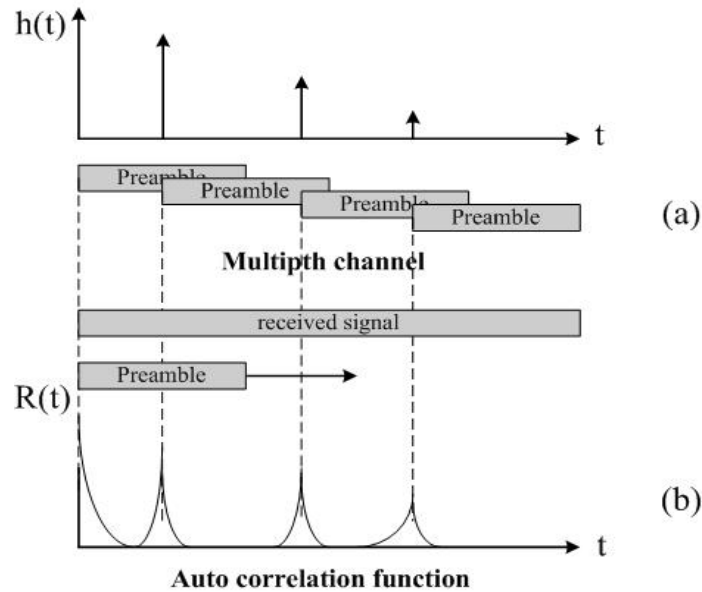 h(t)
t
Preamble
Preamble
Preamble
Preamble
(a)
Multipth channel
received signal
Preamble
R(t)
(b)
t
Auto correlation function